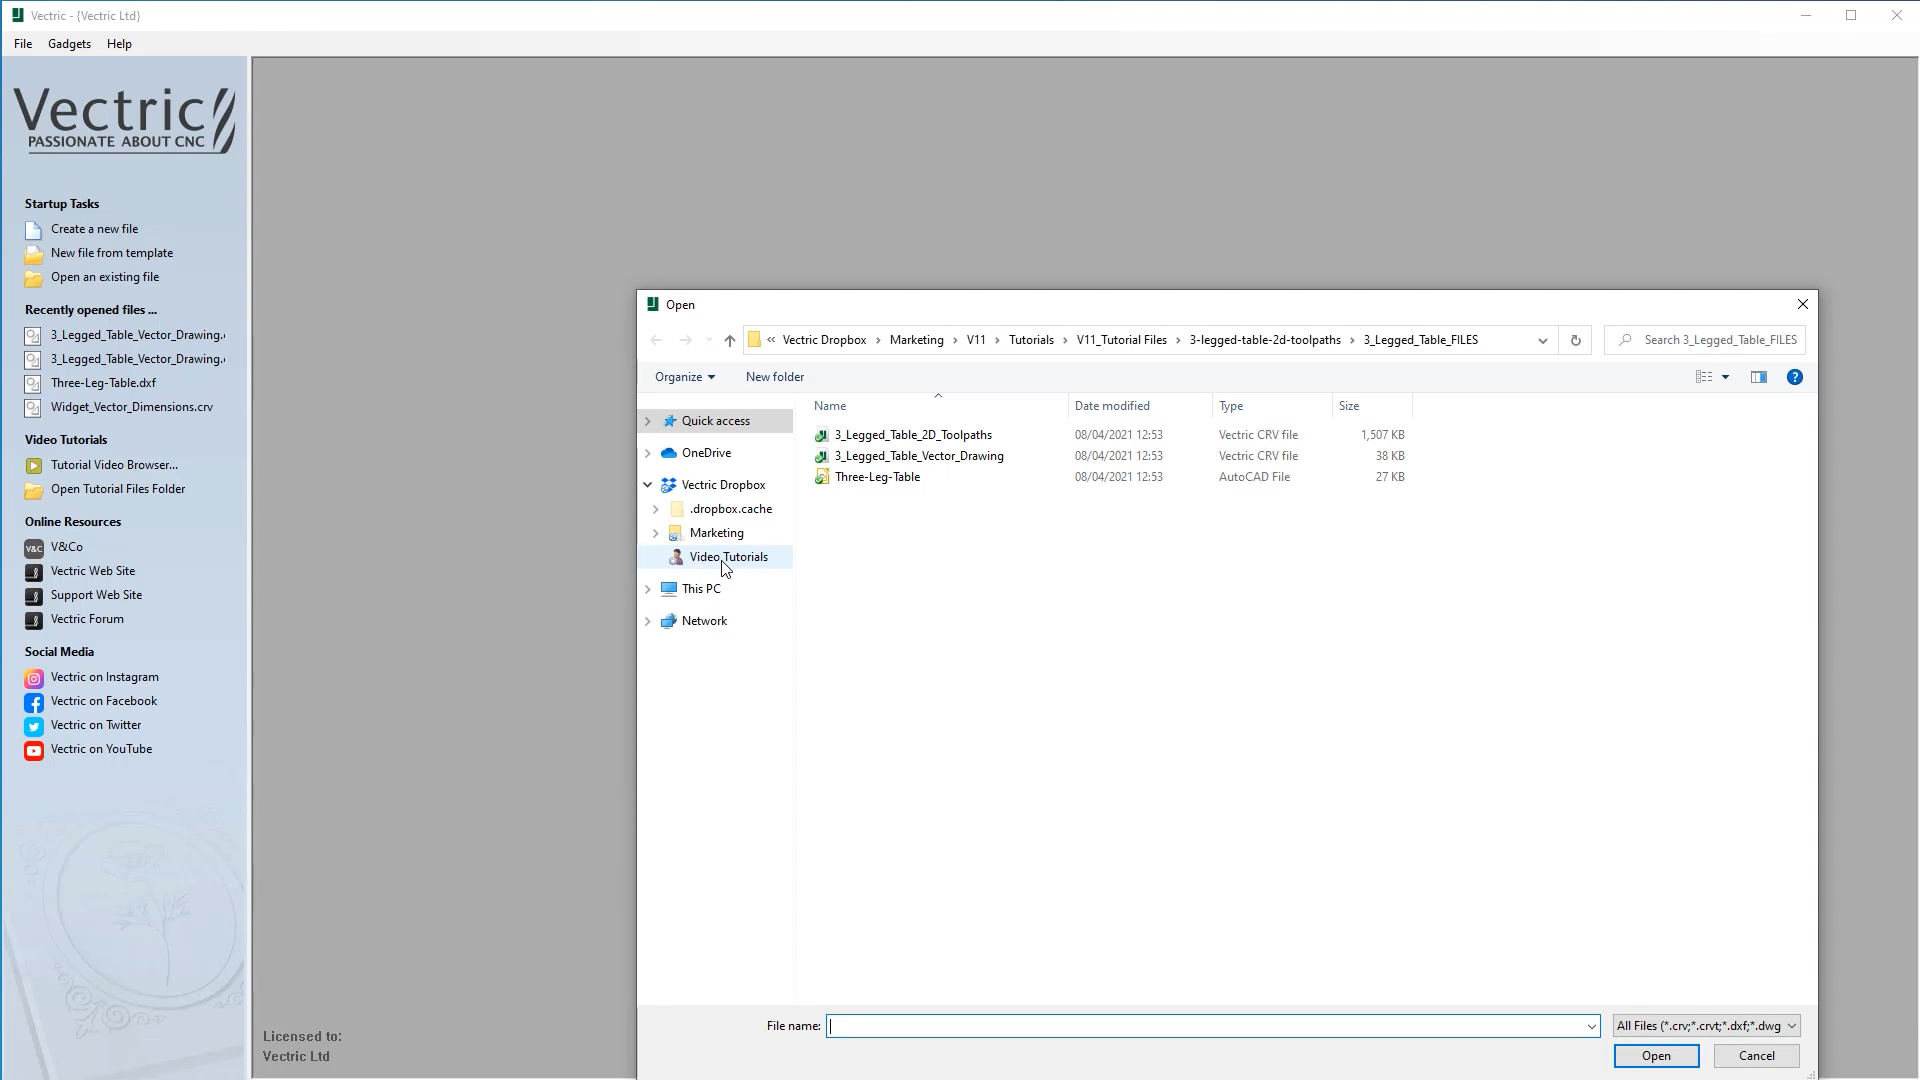 Vectric - {Vectric Ltd}
File Gadgets Help
Vectric
PASSIONATE ABOUT CNC
Startup Tasks
Create a new file
New file from template
Open an existing file
Recently opened files ...
3_Legged_Table_Vector_Drawing.
3_Legged_Table_Vector_Drawing.
Three-Leg-Table.dxf
Widget_Vector_Dimensions.crv
Video Tutorials
Tutorial Video Browser...
Open Tutorial Files Folder
Online Resources
V&C V&Co
Vectric Web Site
Support Web Site
Vectric Forum
Social Media
Vectric on Instagram
Vectric on Facebook
Vectric on Twitter
Vectric on YouTube
Licensed to:
Vectric Ltd
Open
« Vectric Dropbox > Marketing > V11 > Tutorials > V11_Tutorial Files > 3-legged-table-2d-toolpaths > 3_Legged_Table_FILES
Search 3_Legged_Table_FILES
Organize New folder
Quick access
OneDrive
Vectric Dropbox
.dropbox.cache
Marketing
Video Tutorials
This PC
Network
Name Date modified Type Size
3_Legged_Table_2D_Toolpaths 08/04/2021 12:53 Vectric CRV file 1,507 KB
3_Legged_Table_Vector_Drawing 08/04/2021 12:53 Vectric CRV file 38 KB
Three-Leg-Table 08/04/2021 12:53 AutoCAD File 27 KB
File name:
All Files (*.crv;*.crvt;*.dxf;*.dwg
Open Cancel